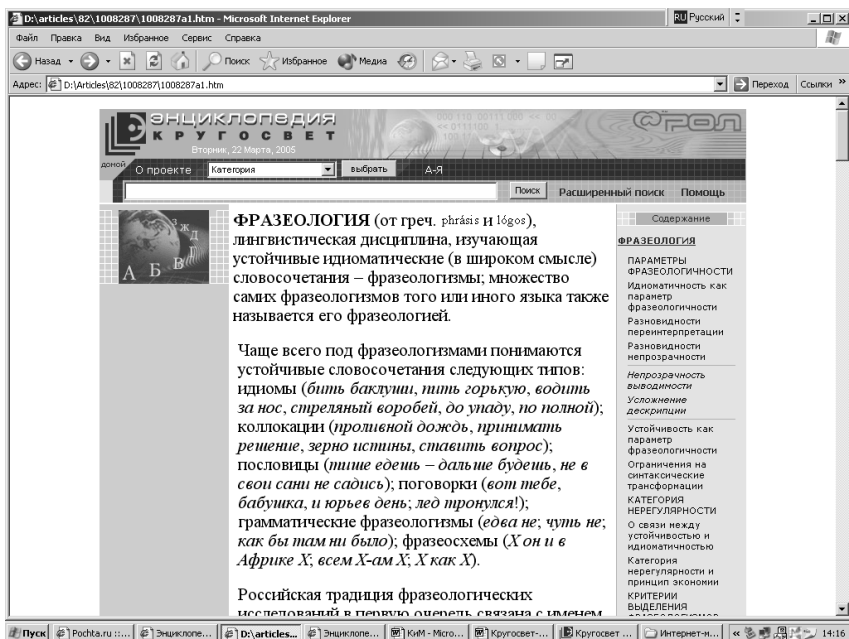 D:\articles\82\1008287\1008287a1.htm - Microsoft Internet Explorer
RU Русский
Файл Правка Вид Избранное Сервис Справка
Назад Поиск Избранное Медиа
Адрес: D:\Articles\82\1008287\1008287a1.htm Переход Ссылки »
ЭНЦИКЛОПЕДИЯ
КРУГОСВЕТ
Вторник, 22 Марта, 2005
РОЛ
домой О проекте Категория выбрать А-Я
Поиск Расширенный поиск Помощь
ФРАЗЕОЛОГИЯ (от греч. phrásis и lógos),
лингвистическая дисциплина, изучающая
устойчивые идиоматические (в широком смысле)
словосочетания – фразеологизмы; множество
самих фразеологизмов того или иного языка также
называется его фразеологией.
Чаще всего под фразеологизмами понимаются
устойчивые словосочетания следующих типов:
идиомы (бить баклуши, пить горькую, водить
за нос, стреляный воробей, до упаду, по полной);
коллокации (проливной дождь, принимать
решение, зерно истины, ставить вопрос);
пословицы (тише едешь – дальше будешь, не в
свои сани не садись); поговорки (вот тебе,
бабушка, и юрьев день; лед тронулся!);
грамматические фразеологизмы (едва не; чуть не;
как бы там ни было); фразеосхемы (X он и в
Африке X; всем X-ам X; X как X).
Российская традиция фразеологических
исследований в первую очередь связана с именем
Содержание
ФРАЗЕОЛОГИЯ
ПАРАМЕТРЫ
ФРАЗЕОЛОГИЧНОСТИ
Идиоматичность как
параметр
фразеологичности
Разновидности
переинтерпретации
Разновидности
непрозрачности
Непрозрачность
выводимости
Усложнение
дескрипции
Устойчивость как
параметр
фразеологичности
Ограничения на
синтаксические
трансформации
КАТЕГОРИЯ
НЕРЕГУЛЯРНОСТИ
О связи между
устойчивостью и
идиоматичностью
Категория
нерегулярности и
принцип экономии
КРИТЕРИИ
ВЫДЕЛЕНИЯ
ФРАЗЕОЛОГИЗМОВ
Пуск Pochta.ru ::... Энциклопе... D:\articles... Энциклопе... КиМ - Micro... Кругосвет-... Кругосвет ... Интернет-н... « 14:16